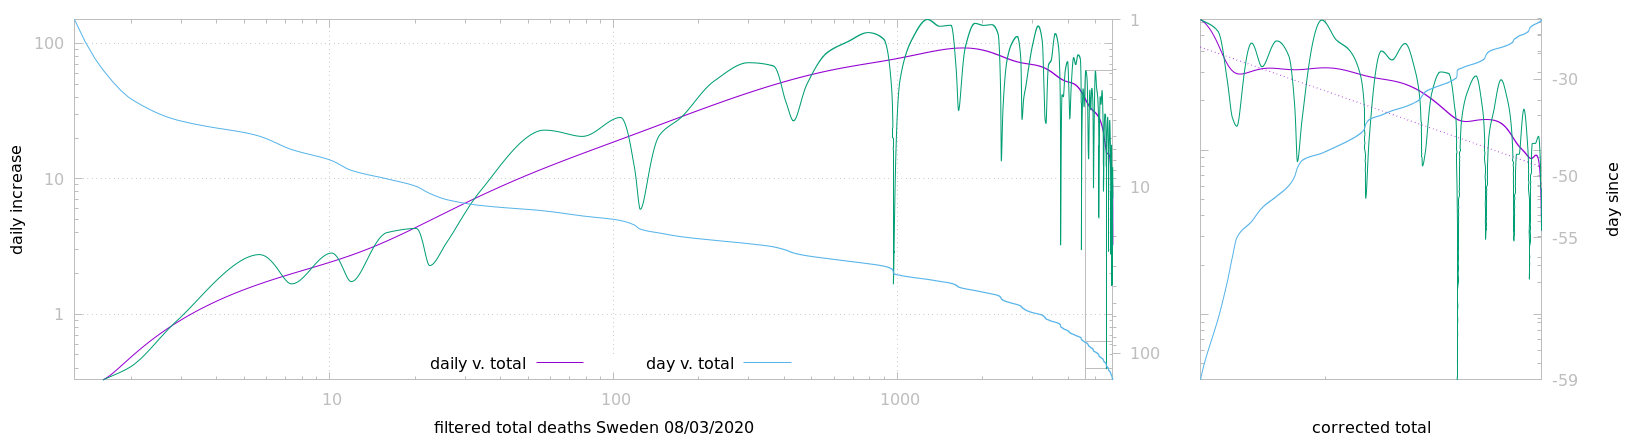 100
10
1
daily increase
daily v. total
day v. total
10
100
1000
filtered total deaths Sweden 08/03/2020
1
10
100
-30
-50
-55
-59
day since
corrected total